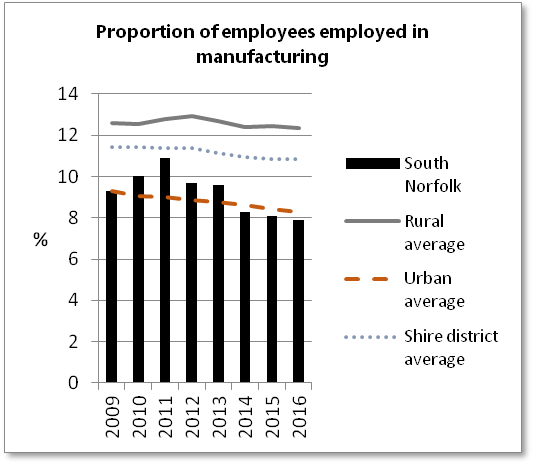 Proportion of employees employed in
manufacturing
14
12
10
8
6
4
2
0
%
2009
2010
2011
2012
2013
2014
2015
2016
South
Norfolk
Rural
average
Urban
average
Shire district
average